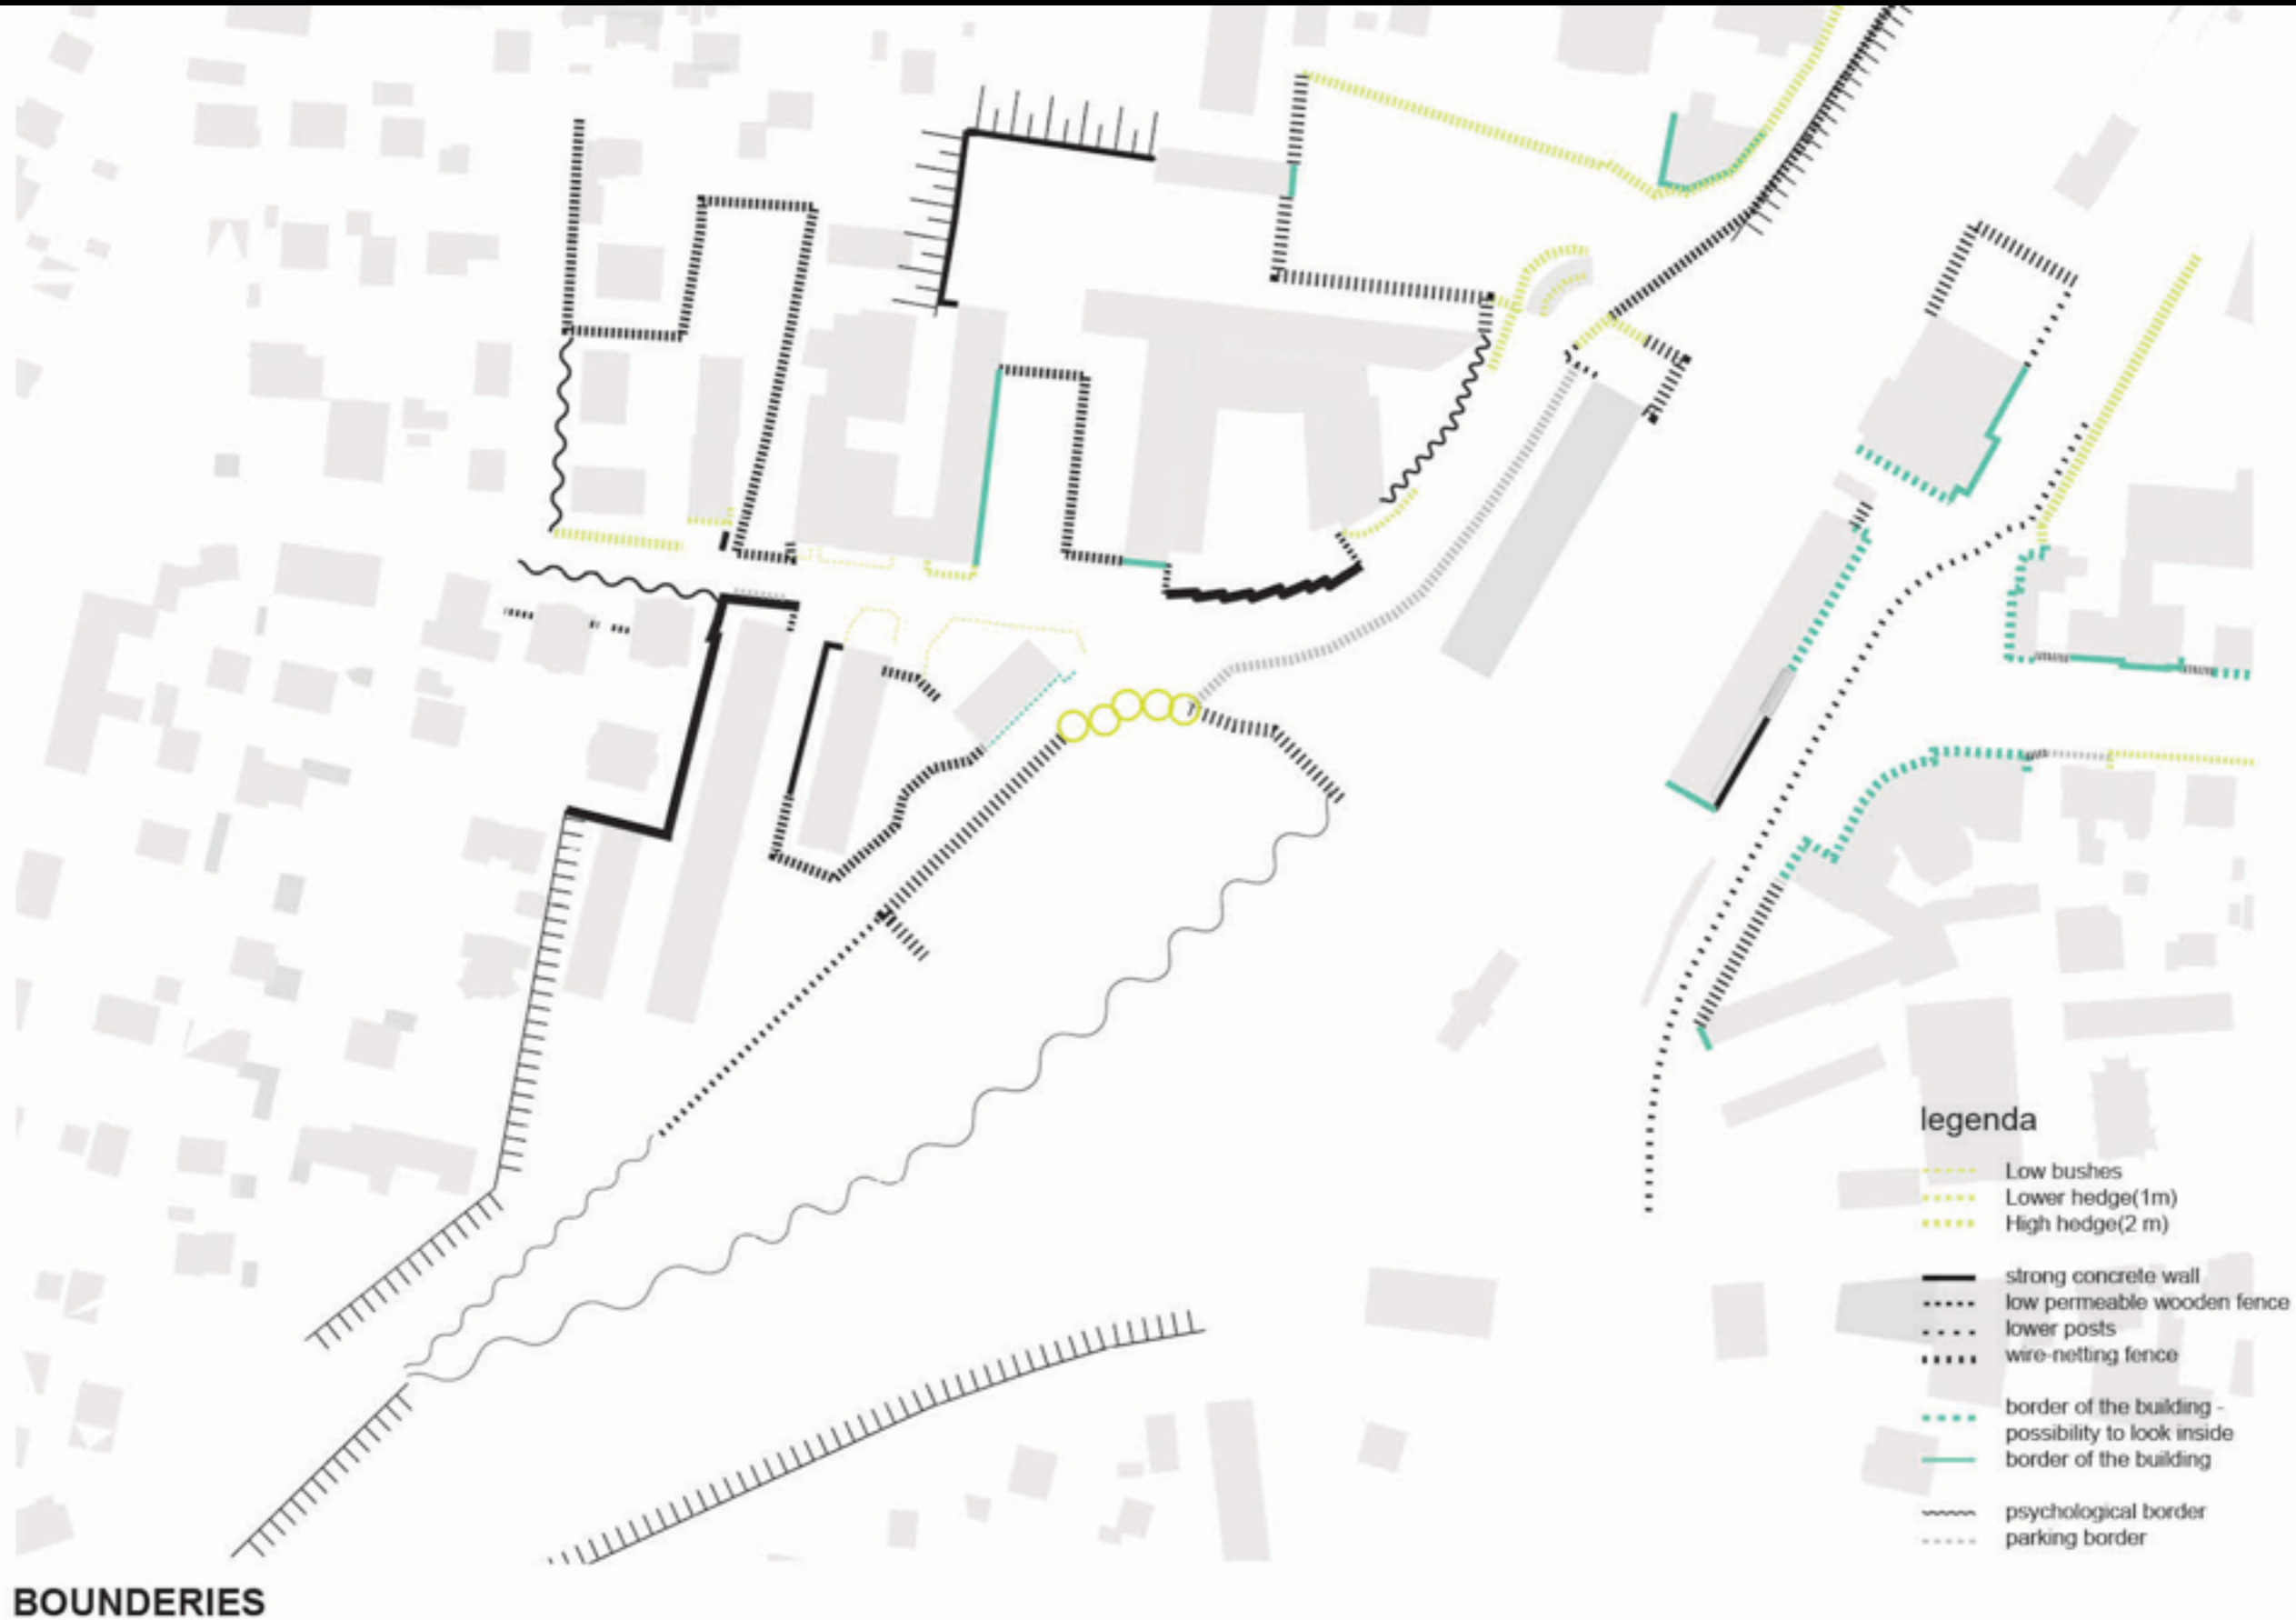 legenda
Low bushes
Lower hedge(1m)
High hedge(2 m)
strong concrete wall
low permeable wooden fence
lower posts
wire-netting fence
border of the building -
possibility to look inside
border of the building
psychological border
parking border
BOUNDERIES